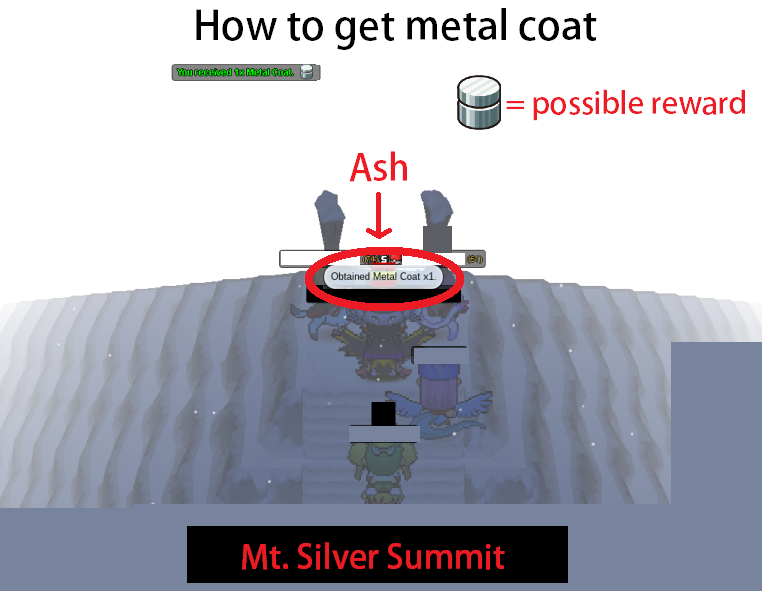 How to get metal coat
You received 1x Metal Coat.
= possible reward
Ash
Obtained Metal Coat x1.
Mt. Silver Summit